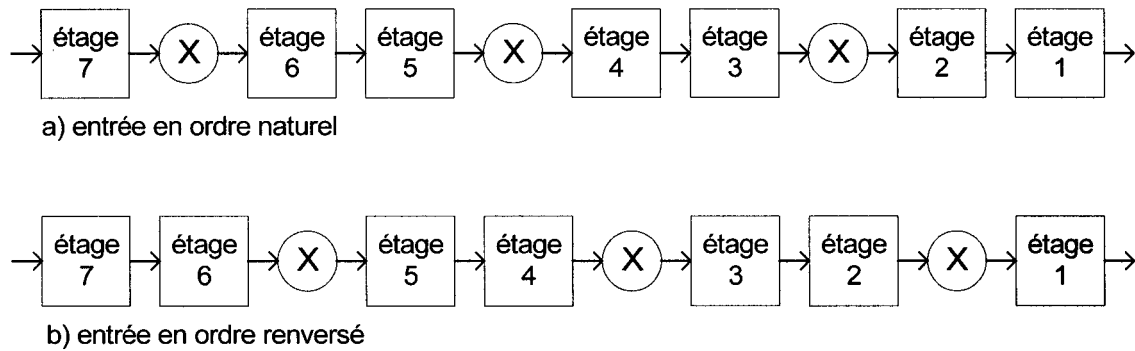 étage 7 X étage 6 étage 5 X étage 4 étage 3 X étage 2 étage 1
a) entrée en ordre naturel
étage 7 étage 6 X étage 5 étage 4 X étage 3 étage 2 X étage 1
b) entrée en ordre renversé